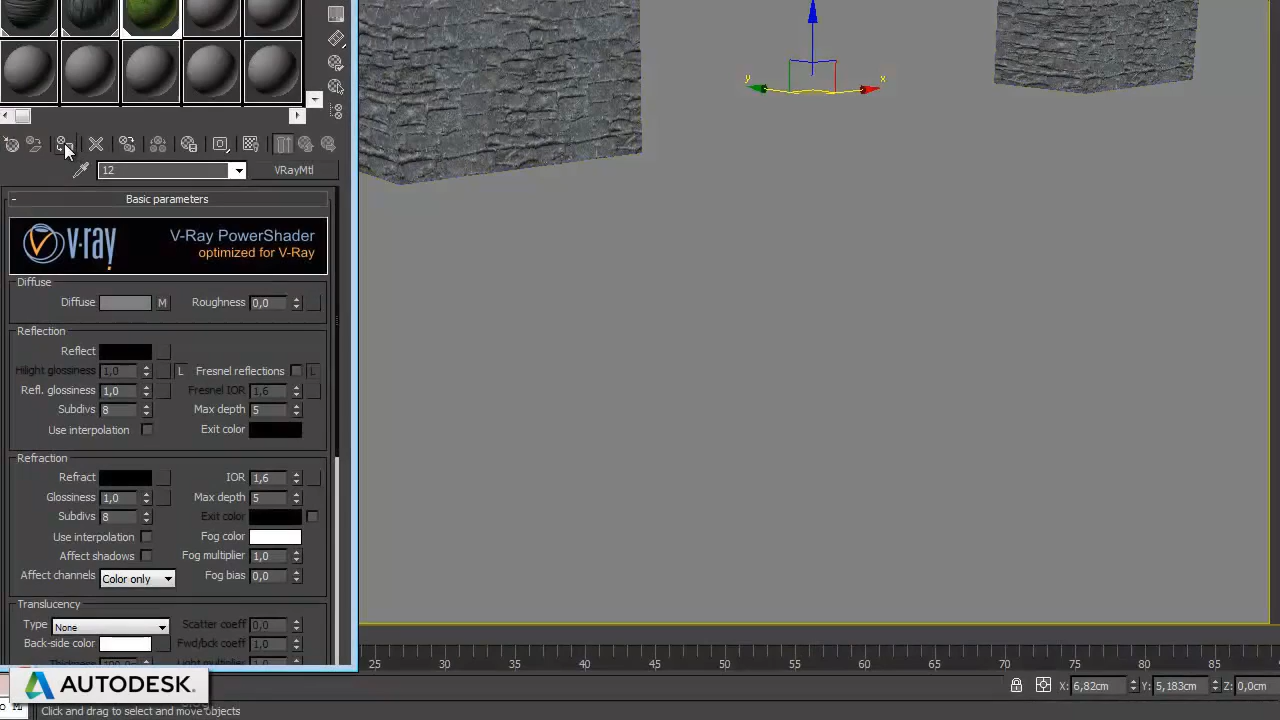 y
x
12
VRayMtl
- Basic parameters
v-ray
V-Ray PowerShader
optimized for V-Ray
Diffuse
Diffuse M Roughness 0,0
Reflection
Reflect
Hilight glossiness 1,0 L Fresnel reflections L
Refl. glossiness 1,0 Fresnel IOR 1,6
Subdivs 8 Max depth 5
Use interpolation Exit color
Refraction
Refract IOR 1,6
Glossiness 1,0 Max depth 5
Subdivs 8 Exit color
Use interpolation Fog color
Affect shadows Fog multiplier 1,0
Affect channels Color only Fog bias 0,0
Translucency
Type None Scatter coeff 0,0
Back-side color Fwd/bck coeff 1,0
25 30 35 40 45 50 55 60 65 70 75 80 85
AUTODESK.
X: 6,82cm Y: 5,183cm Z: 0,0cm
Click and drag to select and move objects